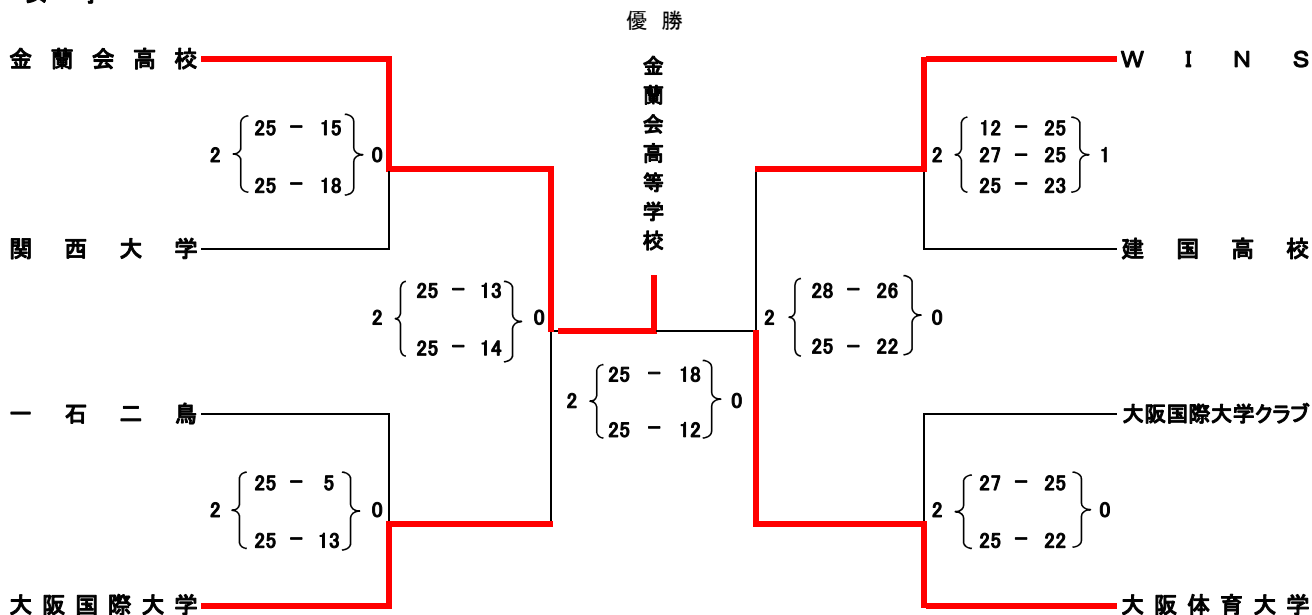 優勝
金蘭会高等学校
金蘭会高校
WINS
2 25 - 15 0
25 - 18
2 12 - 25 1
27 - 25
25 - 23
関西大学
建国高校
2 25 - 13 0
25 - 14
2 28 - 26 0
25 - 22
2 25 - 18 0
25 - 12
一石二鳥
大阪国際大学クラブ
2 25 - 5 0
25 - 13
2 27 - 25 0
25 - 22
大阪国際大学
大阪体育大学